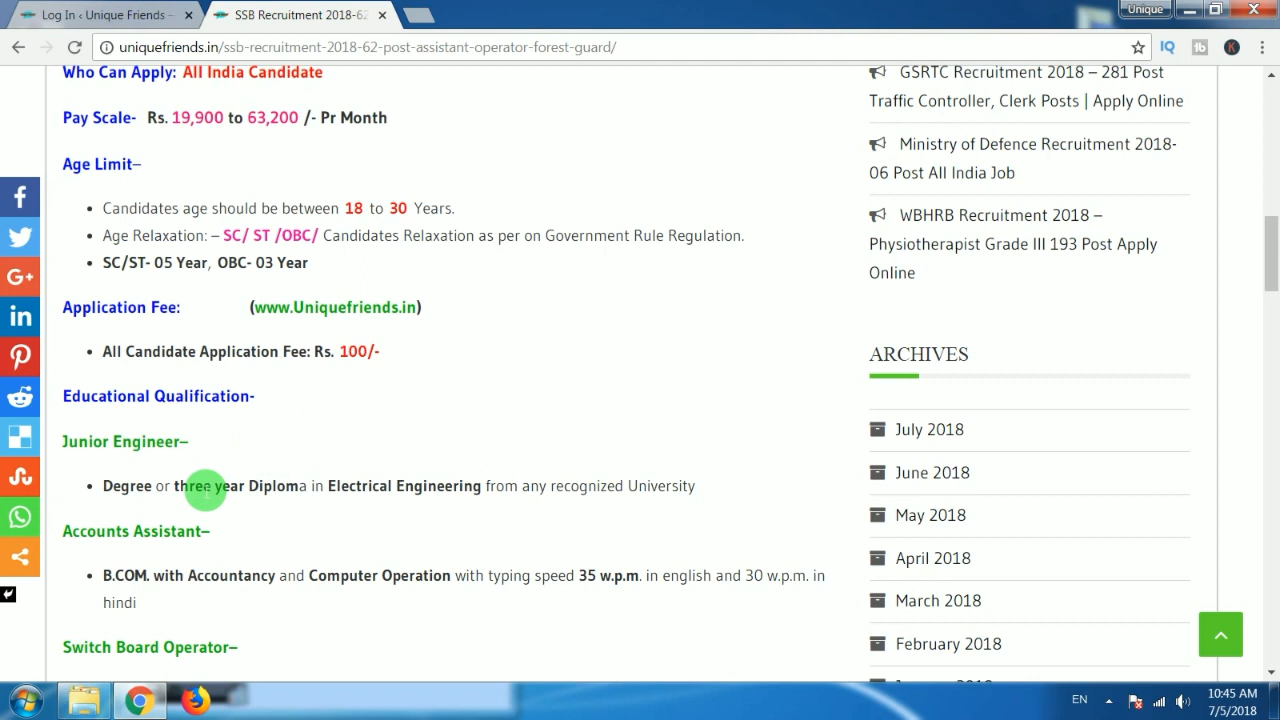 Log In ‹ Unique Friends –
SSB Recruitment 2018-62
Unique
uniquefriends.in/ssb-recruitment-2018-62-post-assistant-operator-forest-guard/
IQ
tb
K
Who Can Apply: All India Candidate
Pay Scale- Rs. 19,900 to 63,200 /- Pr Month
Age Limit–
• Candidates age should be between 18 to 30 Years.
• Age Relaxation: – SC/ ST /OBC/ Candidates Relaxation as per on Government Rule Regulation.
• SC/ST- 05 Year, OBC- 03 Year
Application Fee: (www.Uniquefriends.in)
• All Candidate Application Fee: Rs. 100/-
Educational Qualification-
Junior Engineer–
• Degree or three year Diploma in Electrical Engineering from any recognized University
Accounts Assistant–
• B.COM. with Accountancy and Computer Operation with typing speed 35 w.p.m. in english and 30 w.p.m. in
hindi
Switch Board Operator–
GSRTC Recruitment 2018 – 281 Post
Traffic Controller, Clerk Posts | Apply Online
Ministry of Defence Recruitment 2018-
06 Post All India Job
WBHRB Recruitment 2018 –
Physiotherapist Grade III 193 Post Apply
Online
ARCHIVES
July 2018
June 2018
May 2018
April 2018
March 2018
February 2018
EN
10:45 AM
7/5/2018